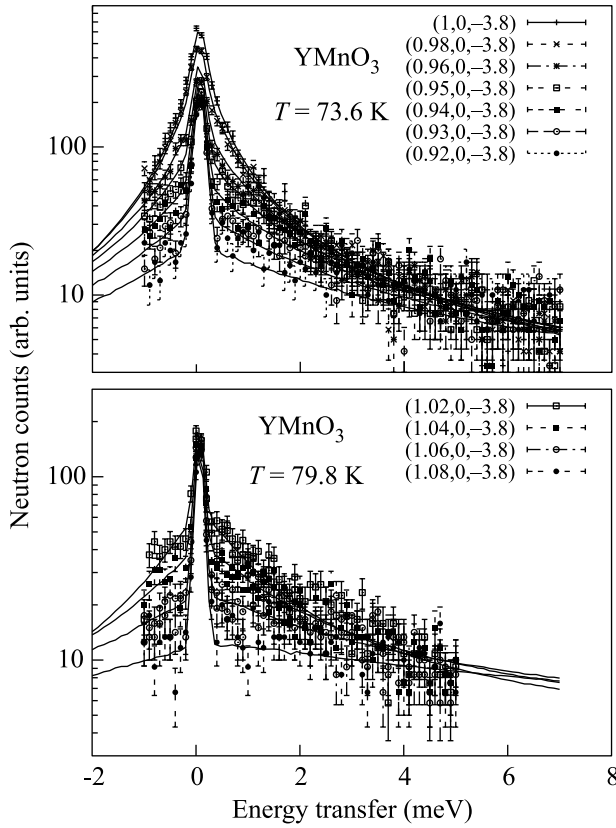 Neutron counts (arb. units)
100
10
YMnO3
T = 73.6 K
(1,0,–3.8)
(0.98,0,–3.8)
(0.96,0,–3.8)
(0.95,0,–3.8)
(0.94,0,–3.8)
(0.93,0,–3.8)
(0.92,0,–3.8)
100
10
YMnO3
T = 79.8 K
(1.02,0,–3.8)
(1.04,0,–3.8)
(1.06,0,–3.8)
(1.08,0,–3.8)
-2 0 2 4 6 8
Energy transfer (meV)